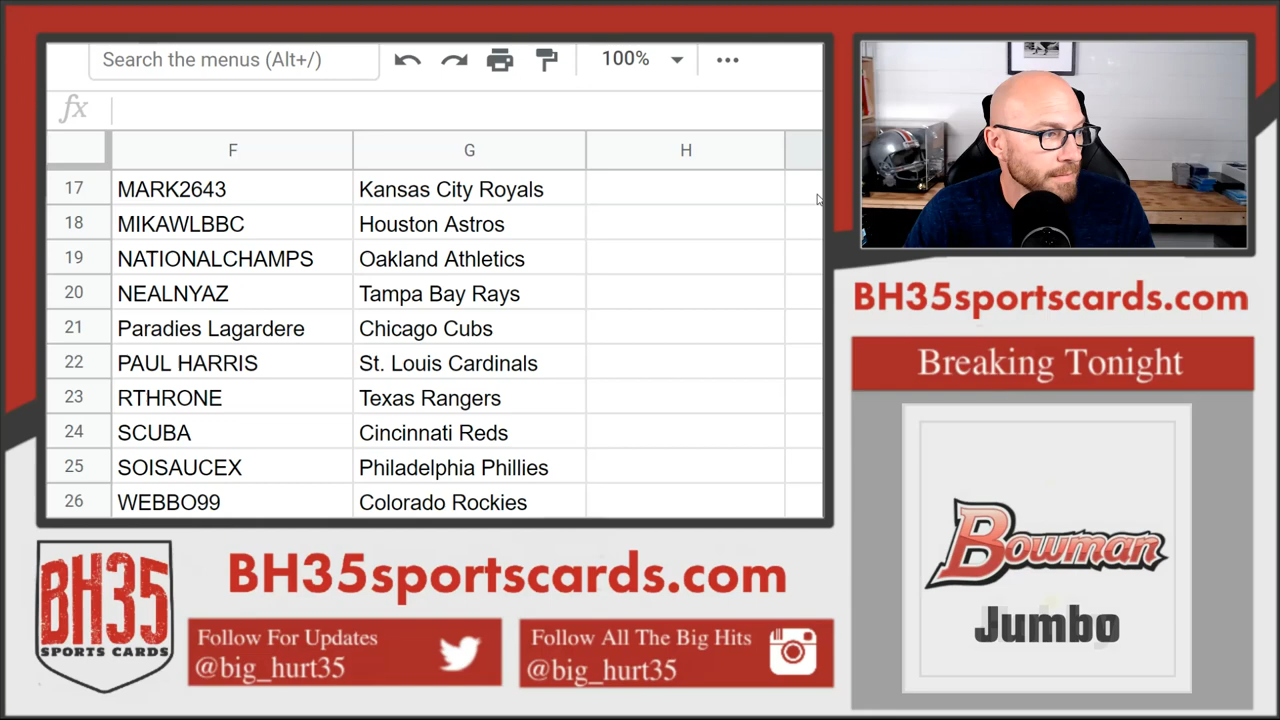 Search the menus (Alt+/)
100%
fx
F G H
17 MARK2643 Kansas City Royals
18 MIKAWLBBC Houston Astros
19 NATIONALCHAMPS Oakland Athletics
20 NEALNYAZ Tampa Bay Rays
21 Paradies Lagardere Chicago Cubs
22 PAUL HARRIS St. Louis Cardinals
23 RTHRONE Texas Rangers
24 SCUBA Cincinnati Reds
25 SOISAUCEX Philadelphia Phillies
26 WEBBO99 Colorado Rockies
BH35sportscards.com
Breaking Tonight
Bowman
Jumbo
BH35
SPORTS CARDS
BH35sportscards.com
Follow For Updates
@big_hurt35
Follow All The Big Hits
@big_hurt35